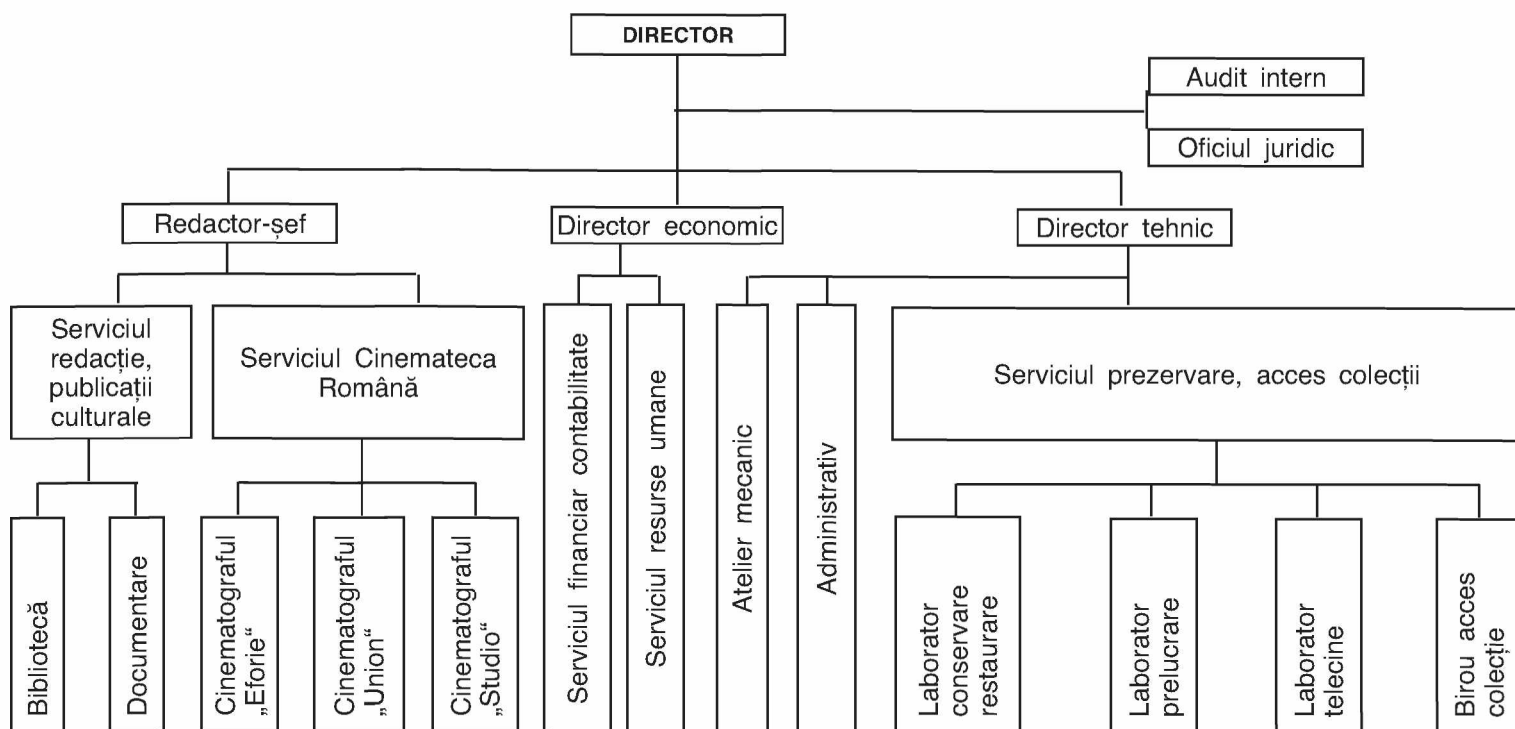 DIRECTOR
Audit intern
Oficiul juridic
Redactor-șef
Director economic
Director tehnic
Serviciul
redacție,
publicații
culturale
Serviciul Cinemateca
Română
Serviciul financiar contabilitate
Serviciul resurse umane
Atelier mecanic
Administrativ
Serviciul prezervare, acces colecții
Bibliotecă
Documentare
Cinematograful
„Eforie“
Cinematograful
„Union“
Cinematograful
„Studio“
Laborator
conservare
restaurare
Laborator
prelucrare
Laborator
telecine
Birou acces
colecție